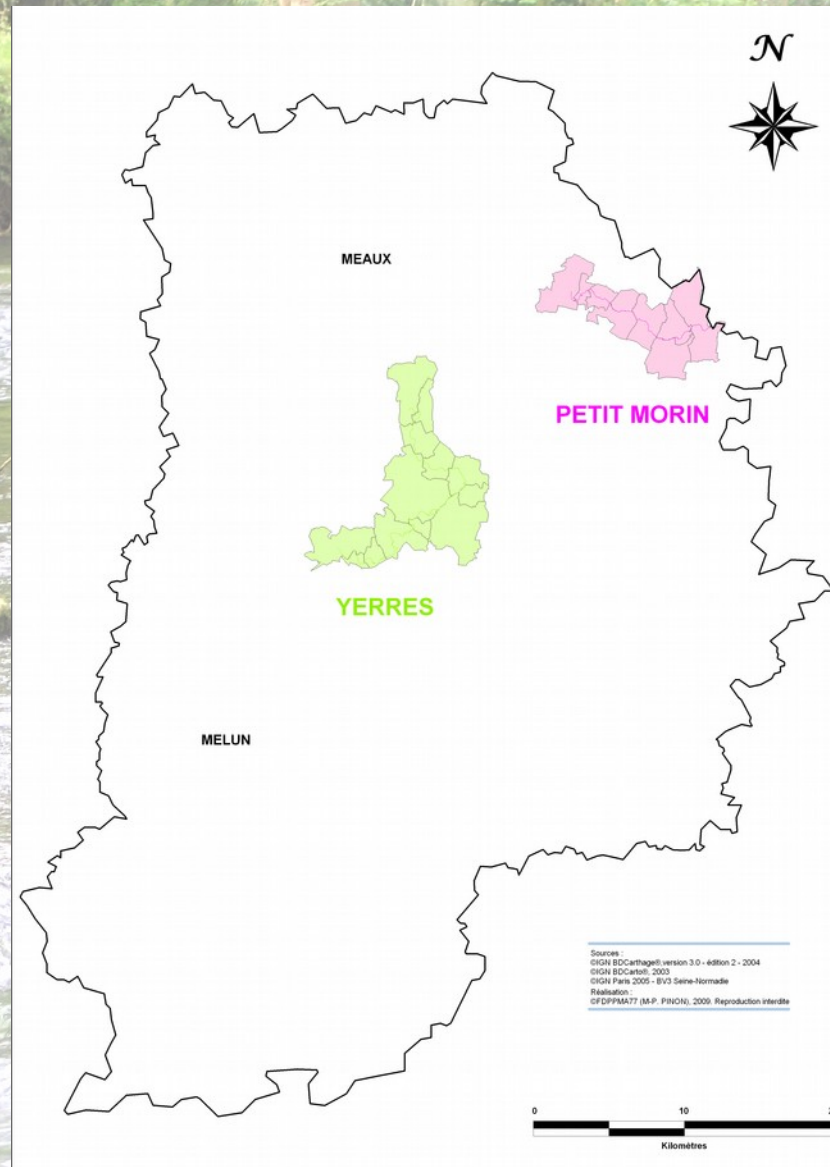 N
MEAUX
PETIT MORIN
YERRES
MELUN
Sources :
©IGN BDCarthage®,version 3.0 - édition 2 - 2004
©IGN BDCarto®, 2003
©IGN Paris 2005 - BV3 Seine-Normadie
Réalisation :
©FDPPMA77 (M-P. PINON), 2009. Reproduction interdite
0 10
Kilomètres